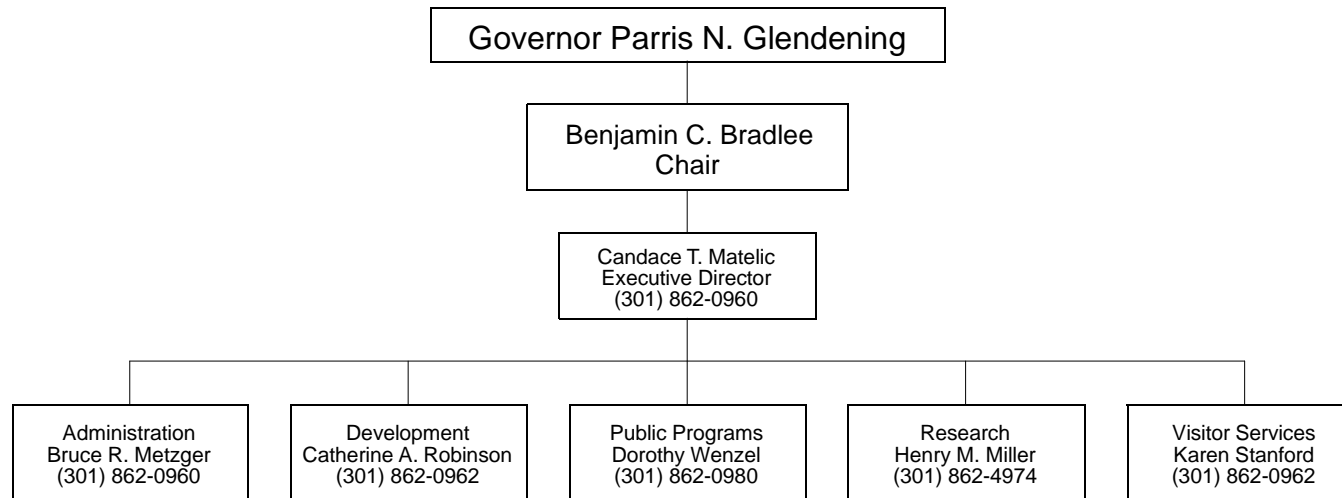 Governor Parris N. Glendening
Benjamin C. Bradlee
Chair
Candace T. Matelic
Executive Director
(301) 862-0960
Administration
Bruce R. Metzger
(301) 862-0960
Development
Catherine A. Robinson
(301) 862-0962
Public Programs
Dorothy Wenzel
(301) 862-0980
Research
Henry M. Miller
(301) 862-4974
Visitor Services
Karen Stanford
(301) 862-0962